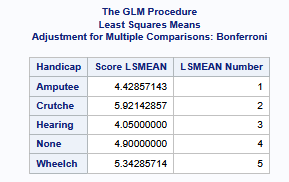 The GLM Procedure
Least Squares Means
Adjustment for Multiple Comparisons: Bonferroni
Handicap Score LSMEAN LSMEAN Number
Amputee 4.42857143 1
Crutche 5.92142857 2
Hearing 4.05000000 3
None 4.90000000 4
Wheelch 5.34285714 5